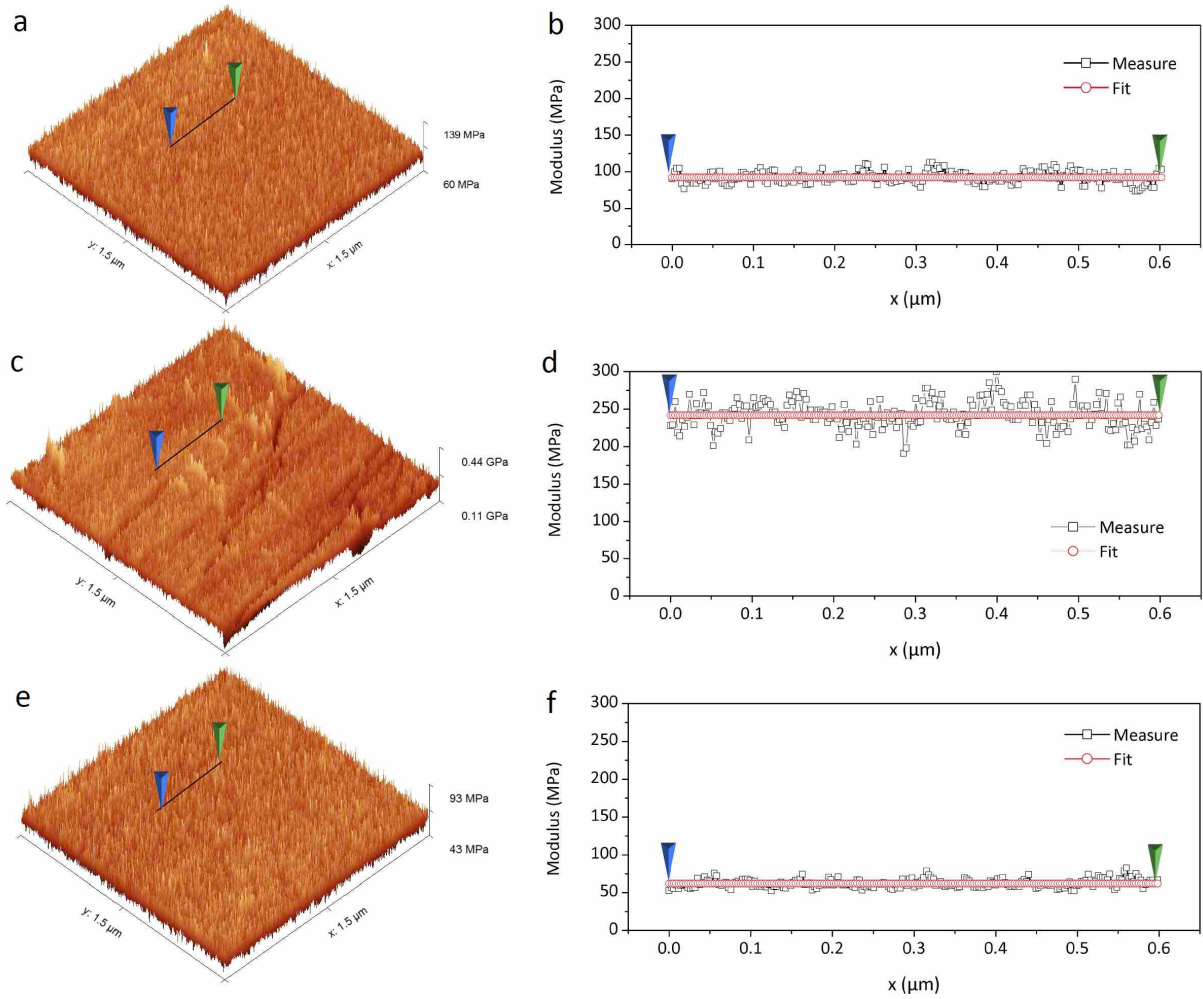 a
139 MPa
60 MPa
y: 1.5 µm
x: 1.5 µm
b
300
250
200
150
100
50
0
Modulus (MPa)
Measure
Fit
0.0 0.1 0.2 0.3 0.4 0.5 0.6
x (µm)
c
0.44 GPa
0.11 GPa
y: 1.5 µm
x: 1.5 µm
d
300
250
200
150
100
50
0
Modulus (MPa)
Measure
Fit
0.0 0.1 0.2 0.3 0.4 0.5 0.6
x (µm)
e
93 MPa
43 MPa
y: 1.5 µm
x: 1.5 µm
f
300
250
200
150
100
50
0
Modulus (MPa)
Measure
Fit
0.0 0.1 0.2 0.3 0.4 0.5 0.6
x (µm)